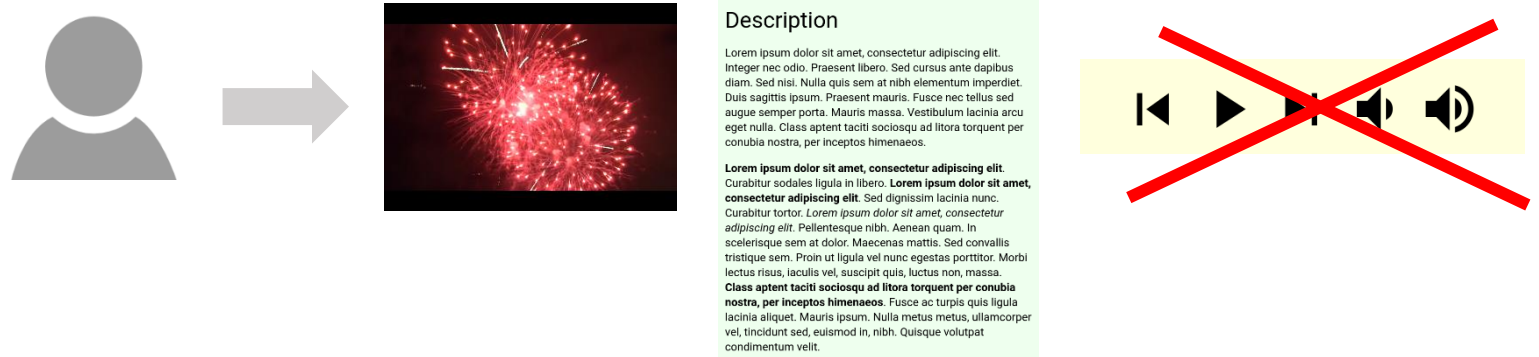 Description
Lorem ipsum dolor sit amet, consectetur adipiscing elit.
Integer nec odio. Praesent libero. Sed cursus ante dapibus
diam. Sed nisi. Nulla quis sem at nibh elementum imperdiet.
Duis sagittis ipsum. Praesent mauris. Fusce nec tellus sed
augue semper porta. Mauris massa. Vestibulum lacinia arcu
eget nulla. Class aptent taciti sociosqu ad litora torquent per
conubia nostra, per inceptos himenaeos.
Lorem ipsum dolor sit amet, consectetur adipiscing elit.
Curabitur sodales ligula in libero. Lorem ipsum dolor sit amet,
consectetur adipiscing elit. Sed dignissim lacinia nunc.
Curabitur tortor. Lorem ipsum dolor sit amet, consectetur
adipiscing elit. Pellentesque nibh. Aenean quam. In
scelerisque sem at dolor. Maecenas mattis. Sed convallis
tristique sem. Proin ut ligula vel nunc egestas porttitor. Morbi
lectus risus, iaculis vel, suscipit quis, luctus non, massa.
Class aptent taciti sociosqu ad litora torquent per conubia
nostra, per inceptos himenaeos. Fusce ac turpis quis ligula
lacinia aliquet. Mauris ipsum. Nulla metus metus, ullamcorper
vel, tincidunt sed, euismod in, nibh. Quisque volutpat
condimentum velit.